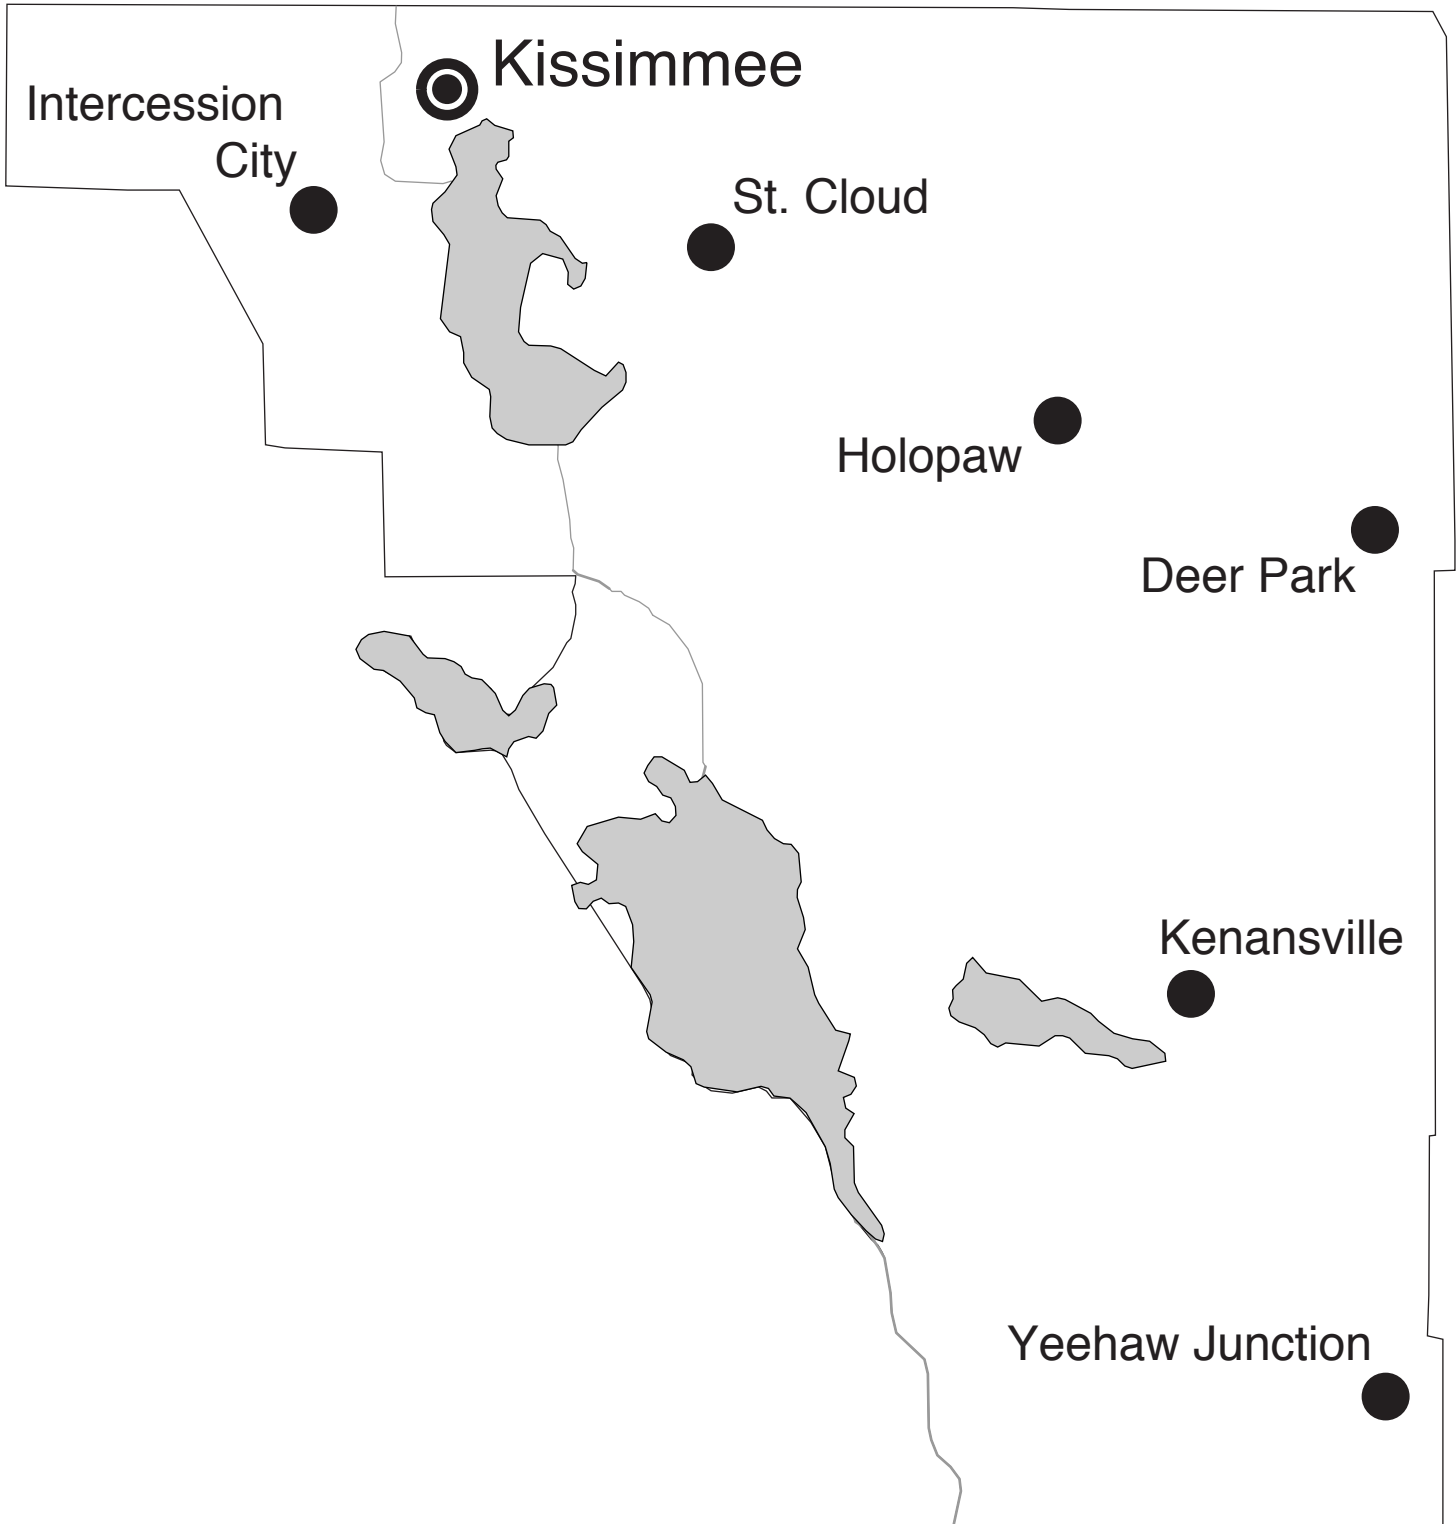 Kissimmee
Intercession
City
St. Cloud
Holopaw
Deer Park
Kenansville
Yeehaw Junction